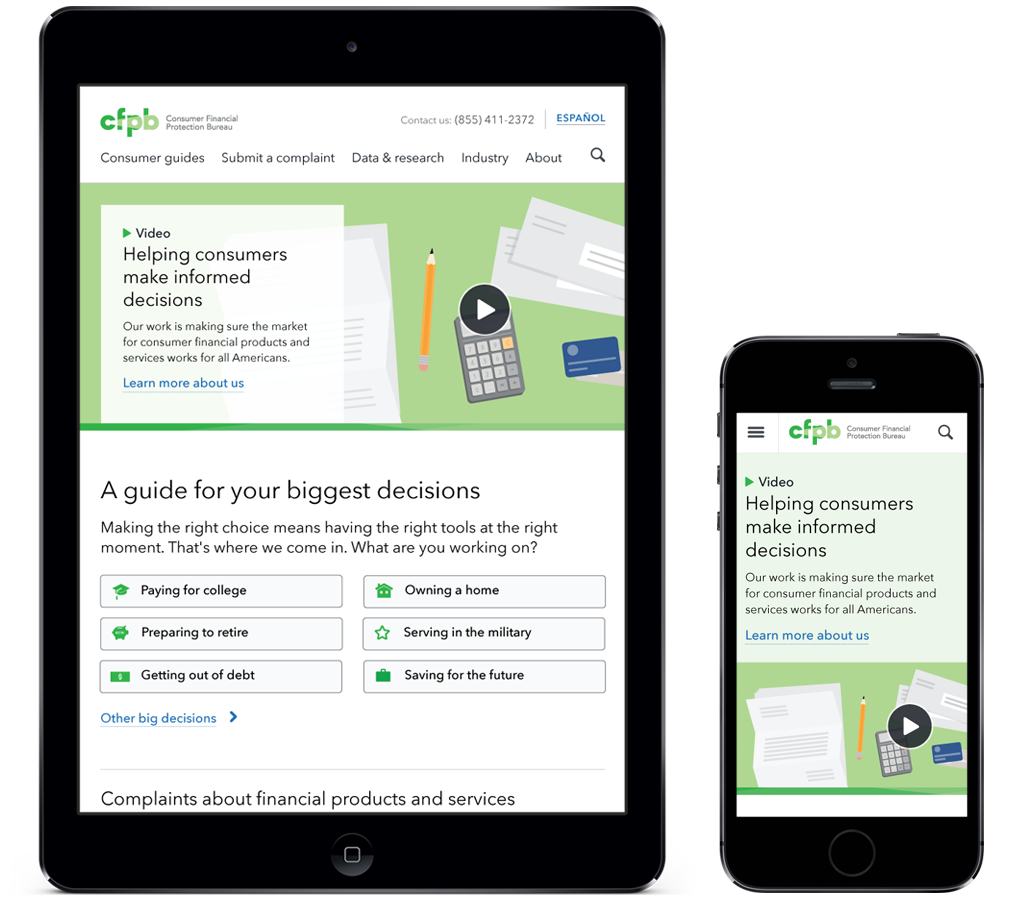 cfpb Consumer Financial
Protection Bureau
Contact us: (855) 411-2372 ESPAÑOL
Consumer guides Submit a complaint Data & research Industry About
Video
Helping consumers
make informed
decisions
Our work is making sure the market
for consumer financial products and
services works for all Americans.
Learn more about us
A guide for your biggest decisions
Making the right choice means having the right tools at the right
moment. That's where we come in. What are you working on?
Paying for college
Owning a home
Preparing to retire
Serving in the military
Getting out of debt
Saving for the future
Other big decisions
Complaints about financial products and services
cfpb Consumer Financial
Protection Bureau
Video
Helping consumers
make informed
decisions
Our work is making sure the market
for consumer financial products and
services works for all Americans.
Learn more about us